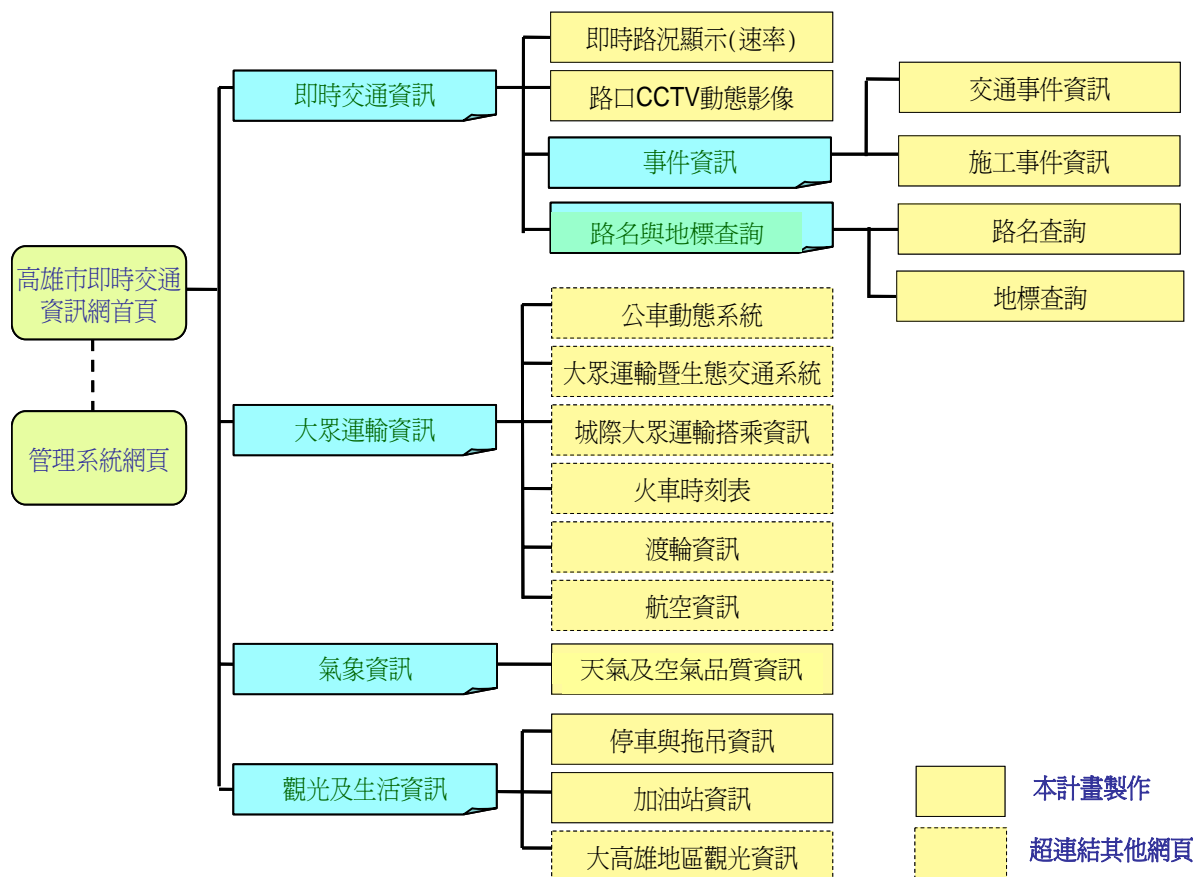 高雄市即時交通
資訊網首頁
管理系統網頁
即時交通資訊
即時路況顯示(速率)
路口CCTV動態影像
事件資訊
交通事件資訊
施工事件資訊
路名與地標查詢
路名查詢
地標查詢
大眾運輸資訊
公車動態系統
大眾運輸暨生態交通系統
城際大眾運輸搭乘資訊
火車時刻表
渡輪資訊
航空資訊
氣象資訊
天氣及空氣品質資訊
觀光及生活資訊
停車與拖吊資訊
加油站資訊
大高雄地區觀光資訊
本計畫製作
超連結其他網頁